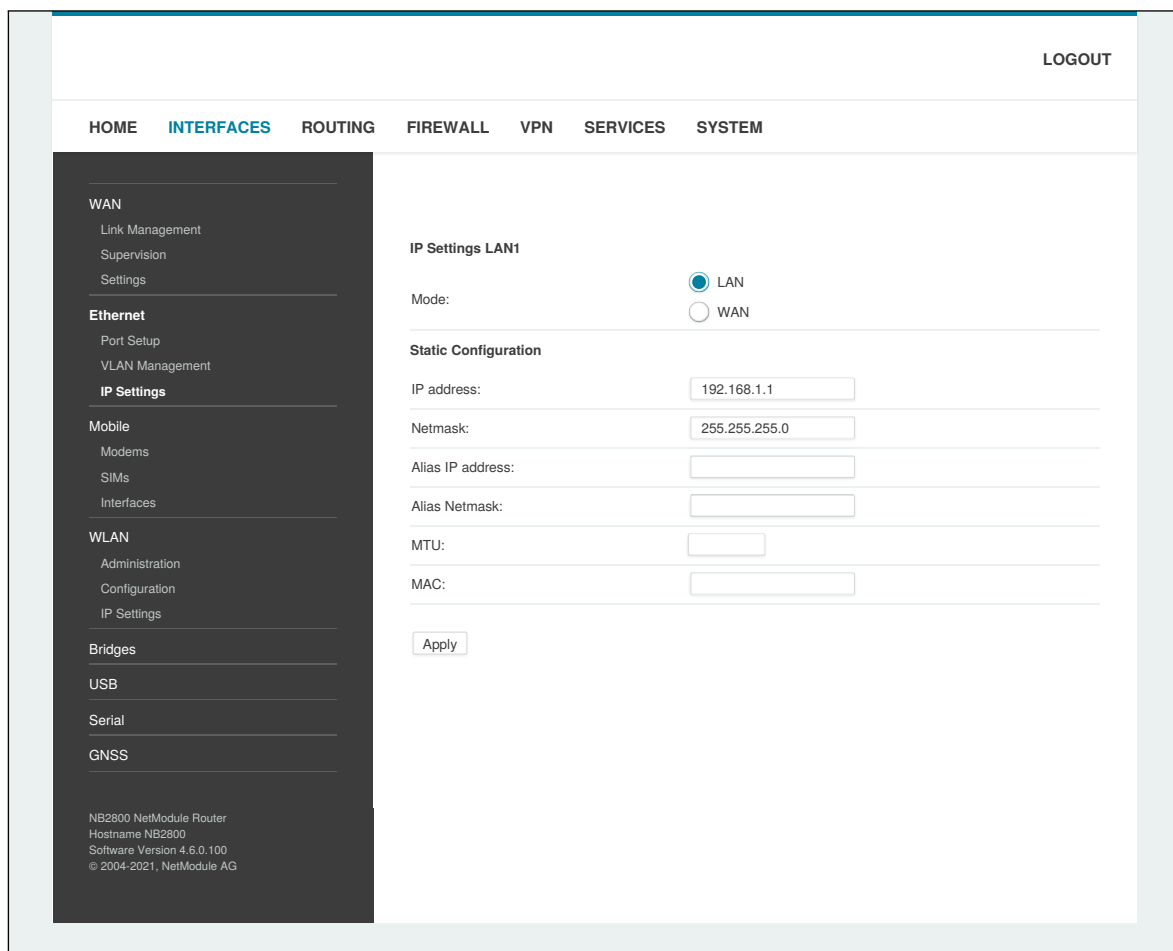 LOGOUT
HOME INTERFACES ROUTING FIREWALL VPN SERVICES SYSTEM
WAN
Link Management
Supervision
Settings
Ethernet
Port Setup
VLAN Management
IP Settings
Mobile
Modems
SIMs
Interfaces
WLAN
Administration
Configuration
IP Settings
Bridges
USB
Serial
GNSS
NB2800 NetModule Router
Hostname NB2800
Software Version 4.6.0.100
© 2004-2021, NetModule AG
IP Settings LAN1
Mode:
LAN
WAN
Static Configuration
IP address: 192.168.1.1
Netmask: 255.255.255.0
Alias IP address:
Alias Netmask:
MTU:
MAC:
Apply